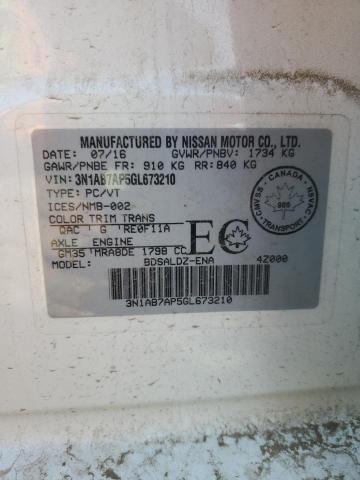 MANUFACTURED BY NISSAN MOTOR CO., LTD.
DATE: 07/16 GVWR/PNBV: 1734 KG
GAWR/PNBE FR: 910 KG RR: 840 KG
VIN: 3N1AB7AP5GL673210
TYPE: PC/VT
ICES/NMB-002
COLOR TRIM TRANS
QAC ' G ' RE0F11A
AXLE ENGINE
GM35 'MRA8DE 1798 CC
EC
BDSALDZ-ENA 4Z000
3N1AB7AP5GL673210
CMVSS - CANADA - NSVAC
966